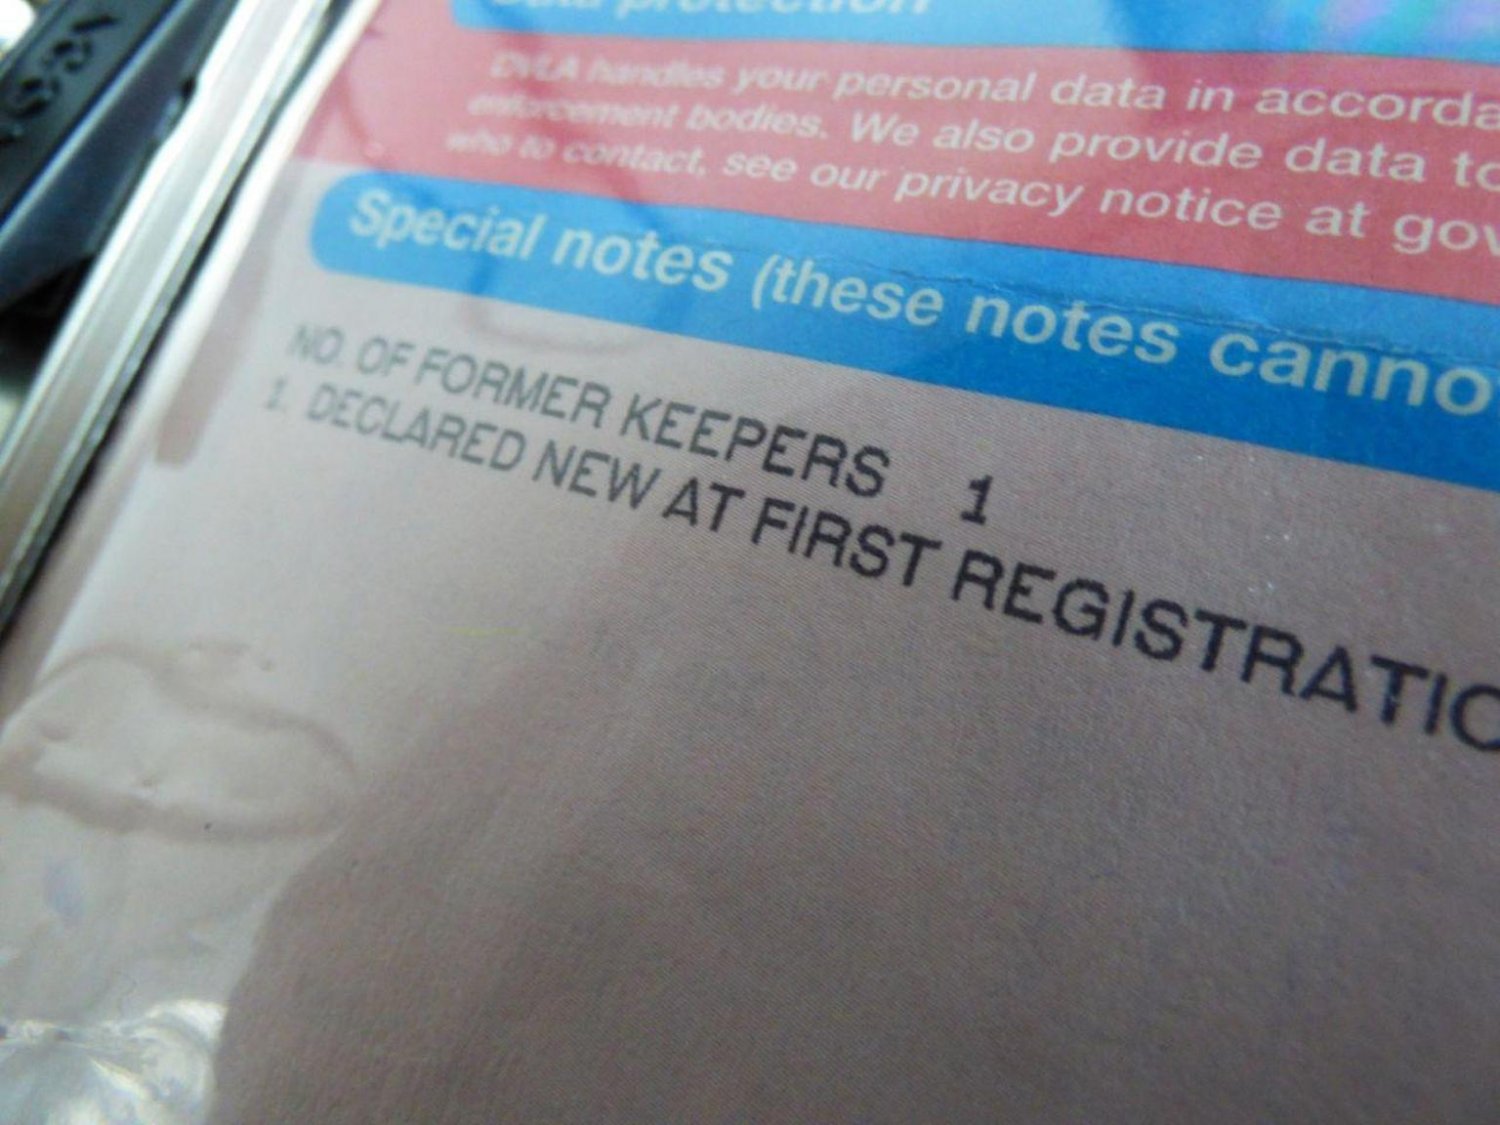 Data protection
DVLA handles your personal data in accorda
enforcement bodies. We also provide data to
who to contact, see our privacy notice at gov
Special notes (these notes canno
NO. OF FORMER KEEPERS 1
1. DECLARED NEW AT FIRST REGISTRATIO